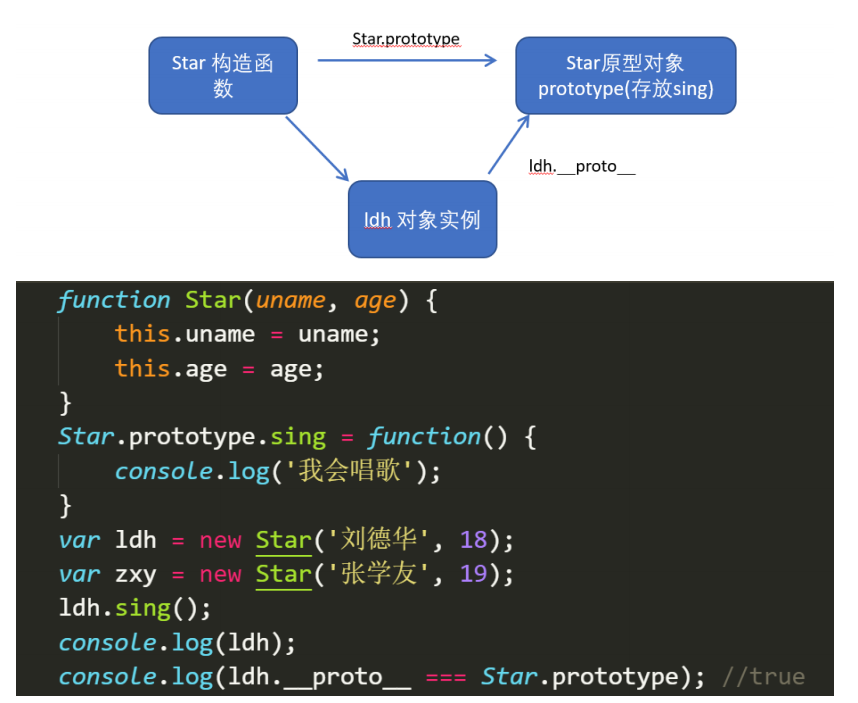 Star.prototype
Star 构造函
数
Star原型对象
prototype(存放sing)
ldh.__proto__
ldh 对象实例
function Star(uname, age) {
    this.uname = uname;
    this.age = age;
}
Star.prototype.sing = function() {
    console.log('我会唱歌');
}
var ldh = new Star('刘德华', 18);
var zxy = new Star('张学友', 19);
ldh.sing();
console.log(ldh);
console.log(ldh.__proto__ === Star.prototype); //true